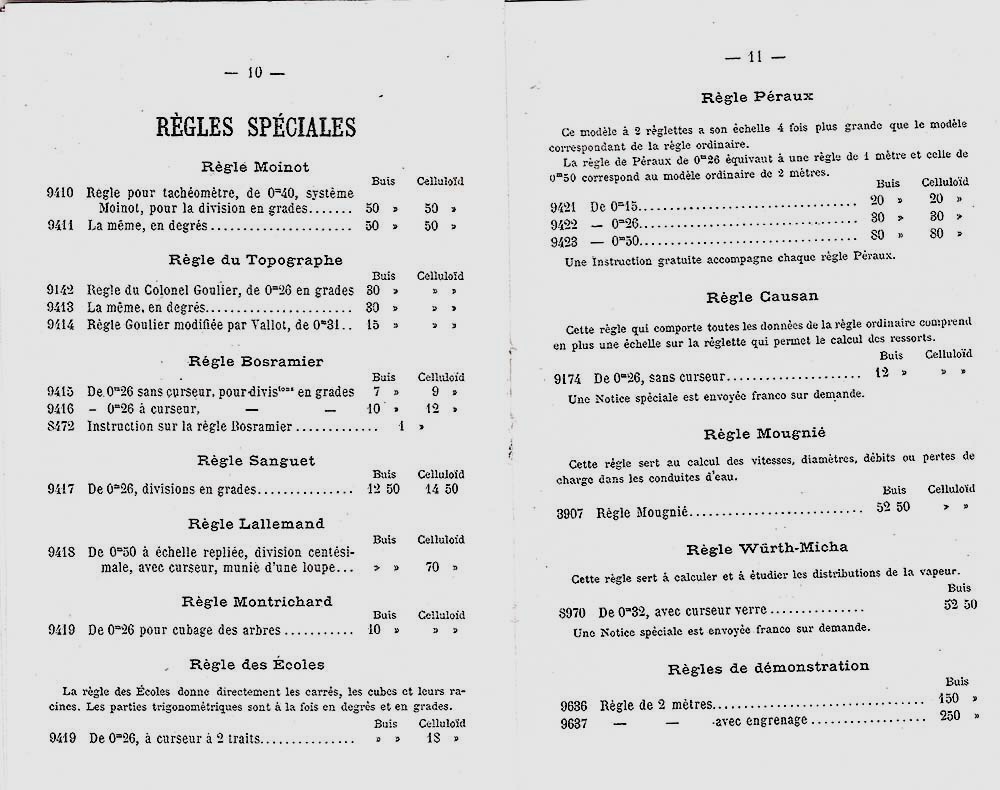 — 10 —
RÈGLES SPÉCIALES
Règle Moinot
Buis Celluloïd
9410 Regle pour tachéomètre, de 0ᵐ40, système
Moinot, pour la division en grades....... 50 » 50 »
9411 La même, en degrés....................... 50 » 50 »
Règle du Topographe
Buis Celluloïd
9142 Regle du Colonel Goulier, de 0ᵐ26 en grades 30 » » »
9413 La même, en degrés....................... 30 » » »
9414 Règle Goulier modifiée par Vallot, de 0ᵐ31.. 15 » » »
Règle Bosramier
Buis Celluloïd
9415 De 0ᵐ26 sans curseur, pour divisⁱᵒⁿˢ en grades 7 » 9 »
9416 — 0ᵐ26 à curseur, — — 10 » 12 »
8472 Instruction sur la règle Bosramier............. 1 »
Règle Sanguet
Buis Celluloïd
9417 De 0ᵐ26, divisions en grades............... 12 50 14 50
Règle Lallemand
Buis Celluloïd
9418 De 0ᵐ50 à échelle repliée, division centési-
male, avec curseur, munie d'une loupe... » » 70 »
Règle Montrichard
Buis Celluloïd
9419 De 0ᵐ26 pour cubage des arbres........... 10 » » »
Règle des Écoles
La règle des Écoles donne directement les carrés, les cubes et leurs ra-
cines. Les parties trigonométriques sont à la fois en degrès et en grades.
Buis Celluloïd
9419 De 0ᵐ26, à curseur à 2 traits............... » » 18 »
— 11 —
Règle Péraux
Ce modèle à 2 règlettes a son échelle 4 fois plus grande que le modèle
correspondant de la règle ordinaire.
La règle de Péraux de 0ᵐ26 équivaut à une règle de 1 mètre et celle de
0ᵐ50 correspond au modèle ordinaire de 2 mètres.
Buis Celluloïd
9421 De 0ᵐ15................................. 20 » 20 »
9422 — 0ᵐ26................................. 30 » 30 »
9423 — 0ᵐ50................................. 80 » 80 »
Une Instruction gratuite accompagne chaque règle Péraux.
Règle Causan
Cette règle qui comporte toutes les données de la règle ordinaire comprend
en plus une échelle sur la réglette qui permet le calcul des ressorts.
Buis Celluloïd
9174 De 0ᵐ26, sans curseur..................... 12 » » »
Une Notice spéciale est envoyée franco sur demande.
Règle Mougnié
Cette règle sert au calcul des vitesses, diamètres, débits ou pertes de
charge dans les conduites d'eau.
Buis Celluloïd
3907 Règle Mougnié........................... 52 50 » »
Règle Würth-Micha
Cette règle sert à calculer et à étudier les distributions de la vapeur.
Buis
8970 De 0ᵐ32, avec curseur verre............... 52 50
Une Notice spéciale est envoyée franco sur demande.
Règles de démonstration
Buis
9636 Règle de 2 mètres................................. 150 »
9637 — — avec engrenage.................. 250 »